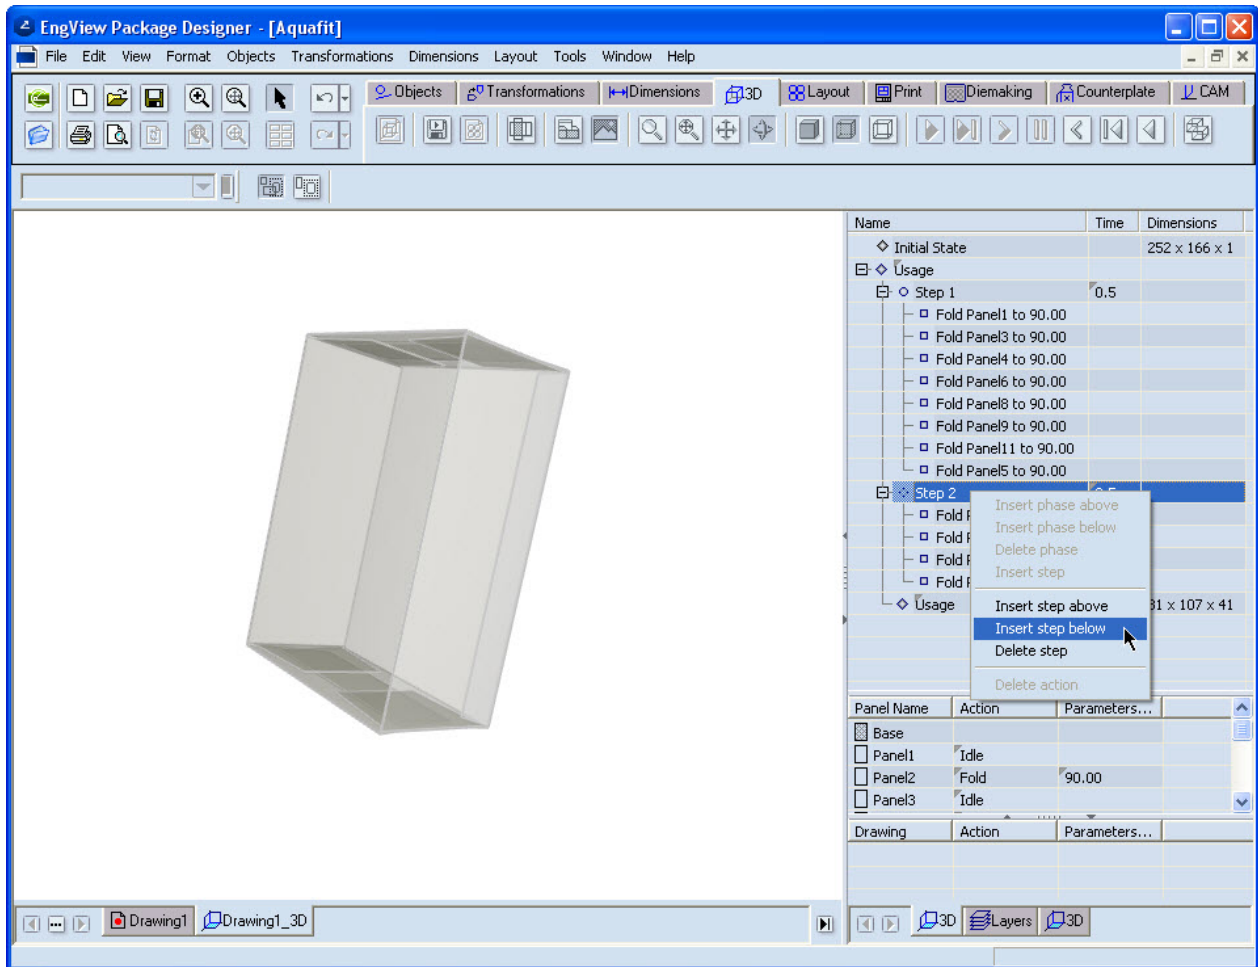 EngView Package Designer - [Aquafit]
File Edit View Format Objects Transformations Dimensions Layout Tools Window Help
Objects Transformations Dimensions 3D Layout Print Diemaking Counterplate CAM
Name Time Dimensions
Initial State 252 x 166 x 1
Usage
Step 1 0.5
Fold Panel1 to 90.00
Fold Panel3 to 90.00
Fold Panel4 to 90.00
Fold Panel6 to 90.00
Fold Panel8 to 90.00
Fold Panel9 to 90.00
Fold Panel11 to 90.00
Fold Panel5 to 90.00
Step 2
Insert phase above
Fold
Insert phase below
Fold
Delete phase
Fold
Insert step
Fold
Usage Insert step above x 107 x 41
Insert step below
Delete step
Delete action
Panel Name Action Parameters...
Base
Panel1 Idle
Panel2 Fold 90.00
Panel3 Idle
Drawing Action Parameters...
Drawing1 Drawing1_3D 3D Layers 3D